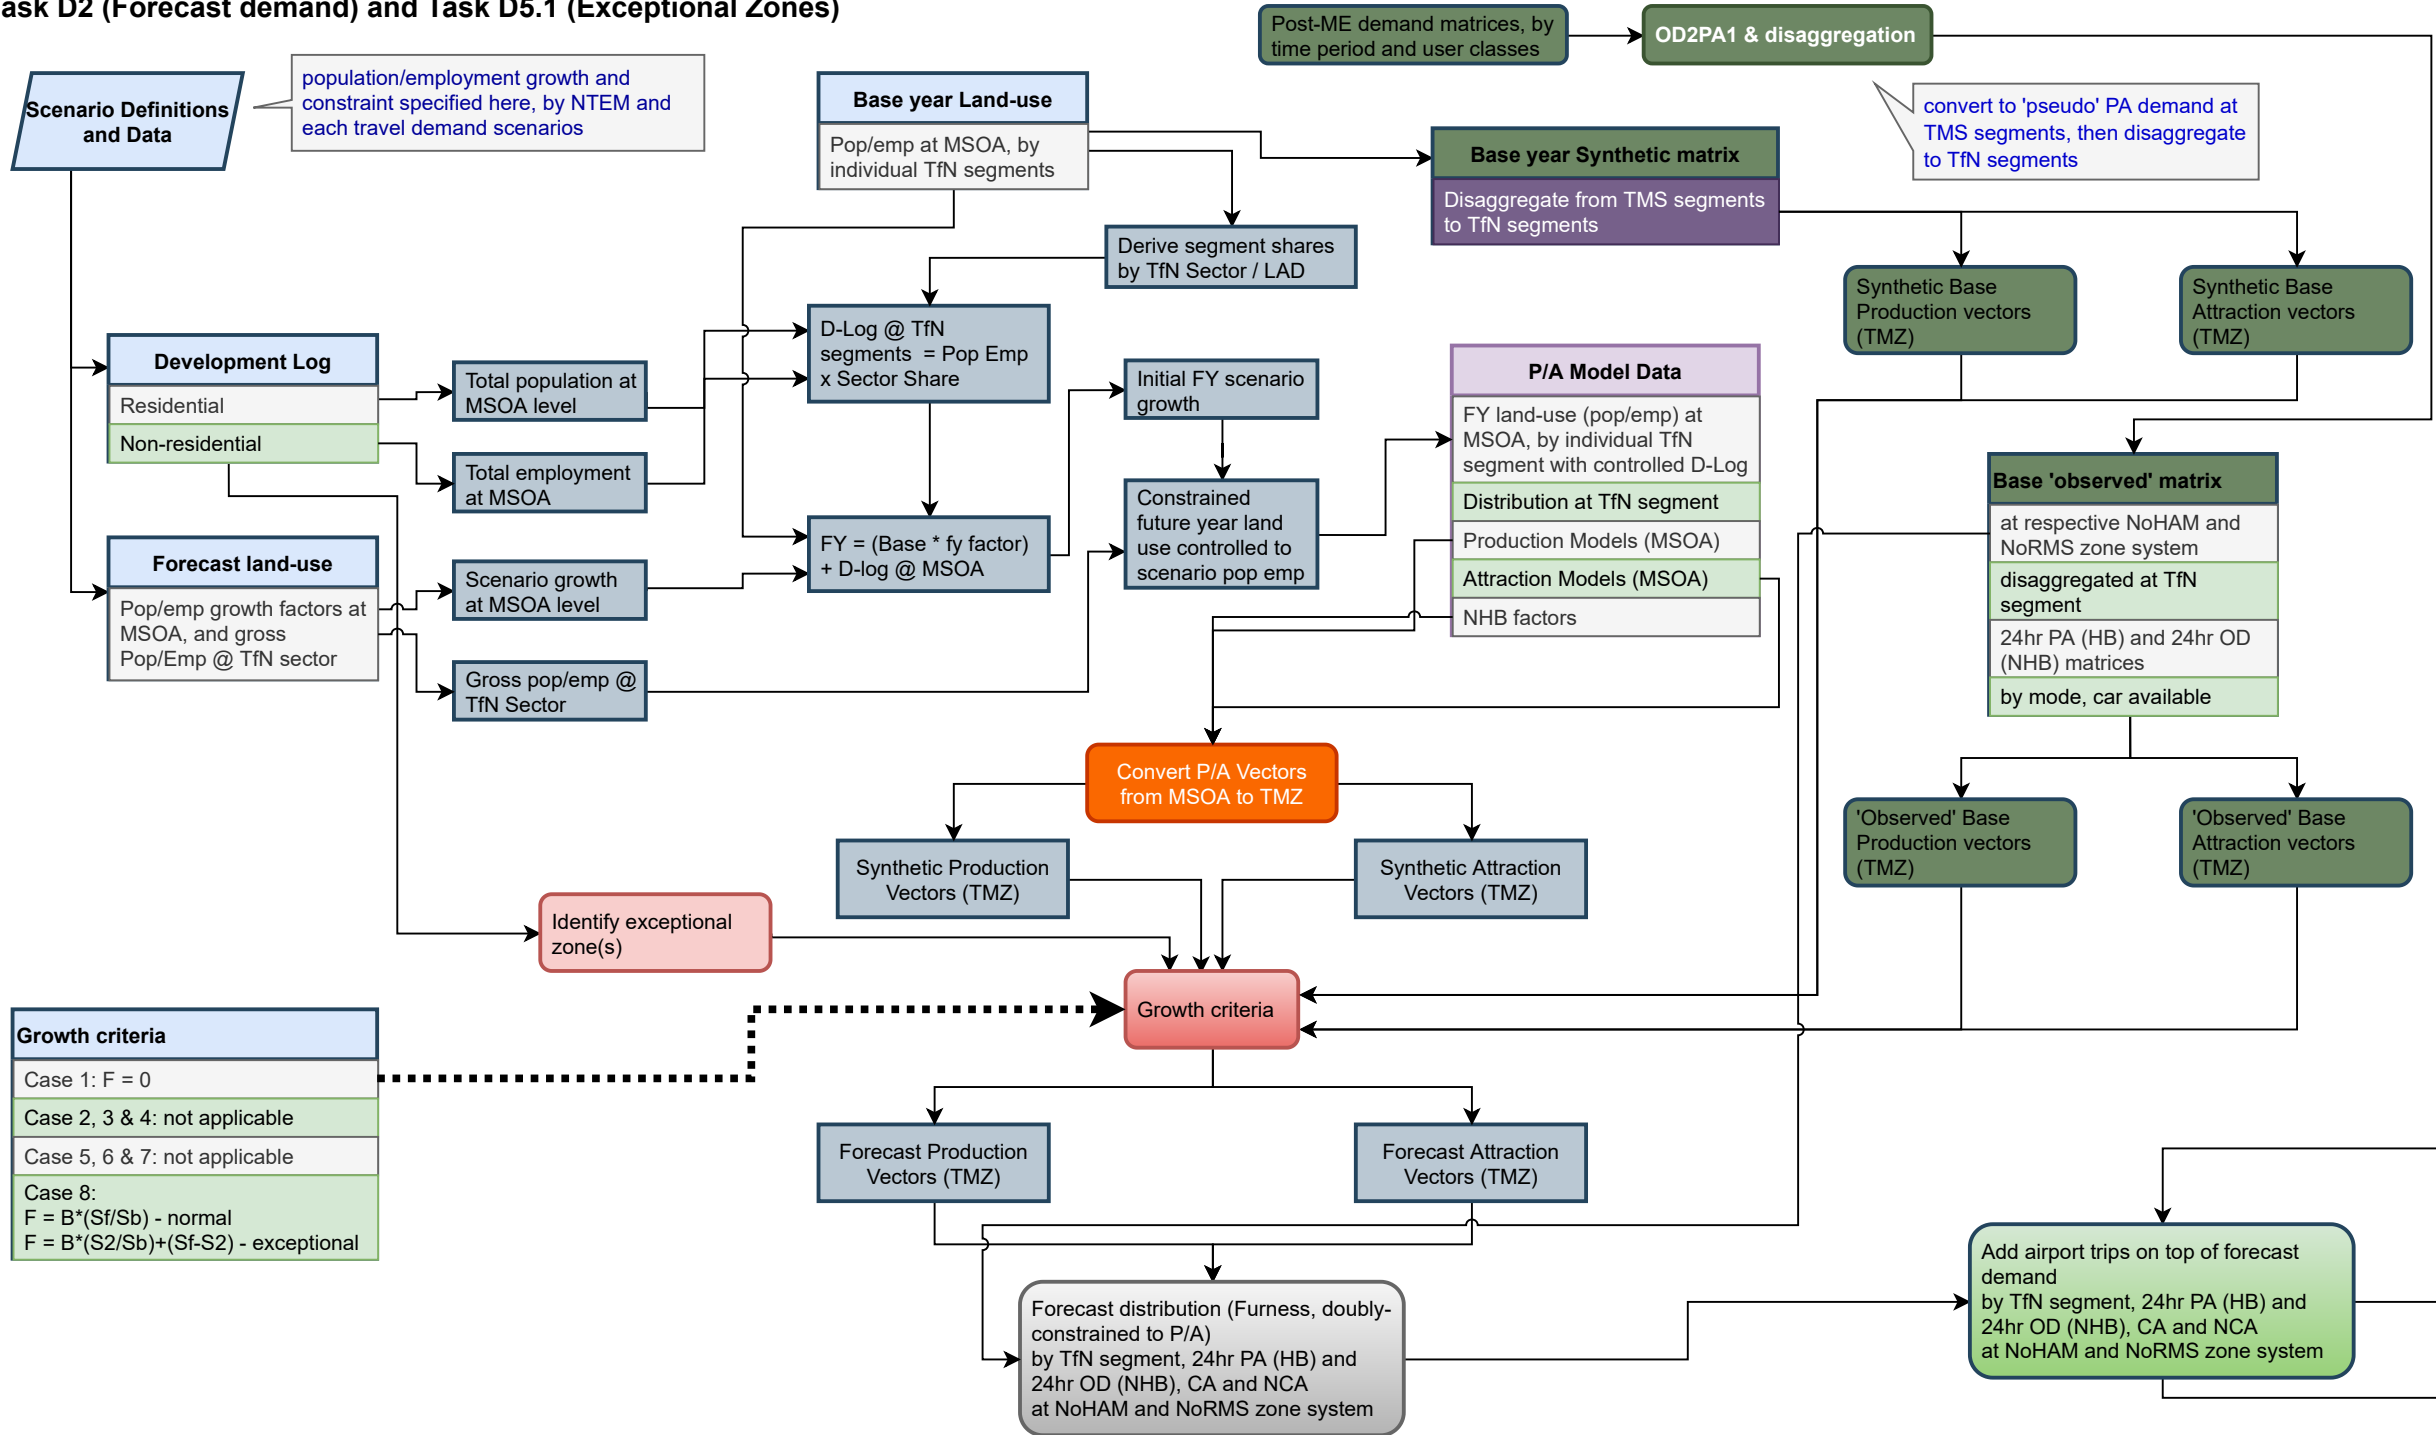 ask D2 (Forecast demand) and Task D5.1 (Exceptional Zones)
Post-ME demand matrices, by
time period and user classes
OD2PA1 & disaggregation
Scenario Definitions
and Data
population/employment growth and
constraint specified here, by NTEM and
each travel demand scenarios
Base year Land-use
Pop/emp at MSOA, by
individual TfN segments
convert to 'pseudo' PA demand at
TMS segments, then disaggregate
to TfN segments
Base year Synthetic matrix
Disaggregate from TMS segments
to TfN segments
Derive segment shares
by TfN Sector / LAD
Synthetic Base
Production vectors
(TMZ)
Synthetic Base
Attraction vectors
(TMZ)
Development Log
Residential
Non-residential
Total population at
MSOA level
Total employment
at MSOA
D-Log @ TfN
segments = Pop Emp
x Sector Share
Initial FY scenario
growth
P/A Model Data
FY land-use (pop/emp) at
MSOA, by individual TfN
segment with controlled D-Log
Distribution at TfN segment
Production Models (MSOA)
Attraction Models (MSOA)
NHB factors
Base 'observed' matrix
at respective NoHAM and
NoRMS zone system
disaggregated at TfN
segment
24hr PA (HB) and 24hr OD
(NHB) matrices
by mode, car available
Forecast land-use
Pop/emp growth factors at
MSOA, and gross
Pop/Emp @ TfN sector
Scenario growth
at MSOA level
Gross pop/emp @
TfN Sector
FY = (Base * fy factor)
+ D-log @ MSOA
Constrained
future year land
use controlled to
scenario pop emp
Convert P/A Vectors
from MSOA to TMZ
Synthetic Production
Vectors (TMZ)
Synthetic Attraction
Vectors (TMZ)
'Observed' Base
Production vectors
(TMZ)
'Observed' Base
Attraction vectors
(TMZ)
Identify exceptional
zone(s)
Growth criteria
Growth criteria
Case 1: F = 0
Case 2, 3 & 4: not applicable
Case 5, 6 & 7: not applicable
Case 8:
F = B*(Sf/Sb) - normal
F = B*(S2/Sb)+(Sf-S2) - exceptional
Forecast Production
Vectors (TMZ)
Forecast Attraction
Vectors (TMZ)
Forecast distribution (Furness, doubly-
constrained to P/A)
by TfN segment, 24hr PA (HB) and
24hr OD (NHB), CA and NCA
at NoHAM and NoRMS zone system
Add airport trips on top of forecast
demand
by TfN segment, 24hr PA (HB) and
24hr OD (NHB), CA and NCA
at NoHAM and NoRMS zone system